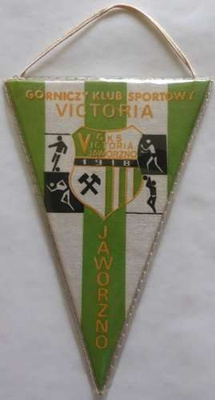 GÓRNICZY KLUB SPORTOWY
VICTORIA
GKS
VICTORIA
JAWORZNO
1918
JAWORZNO